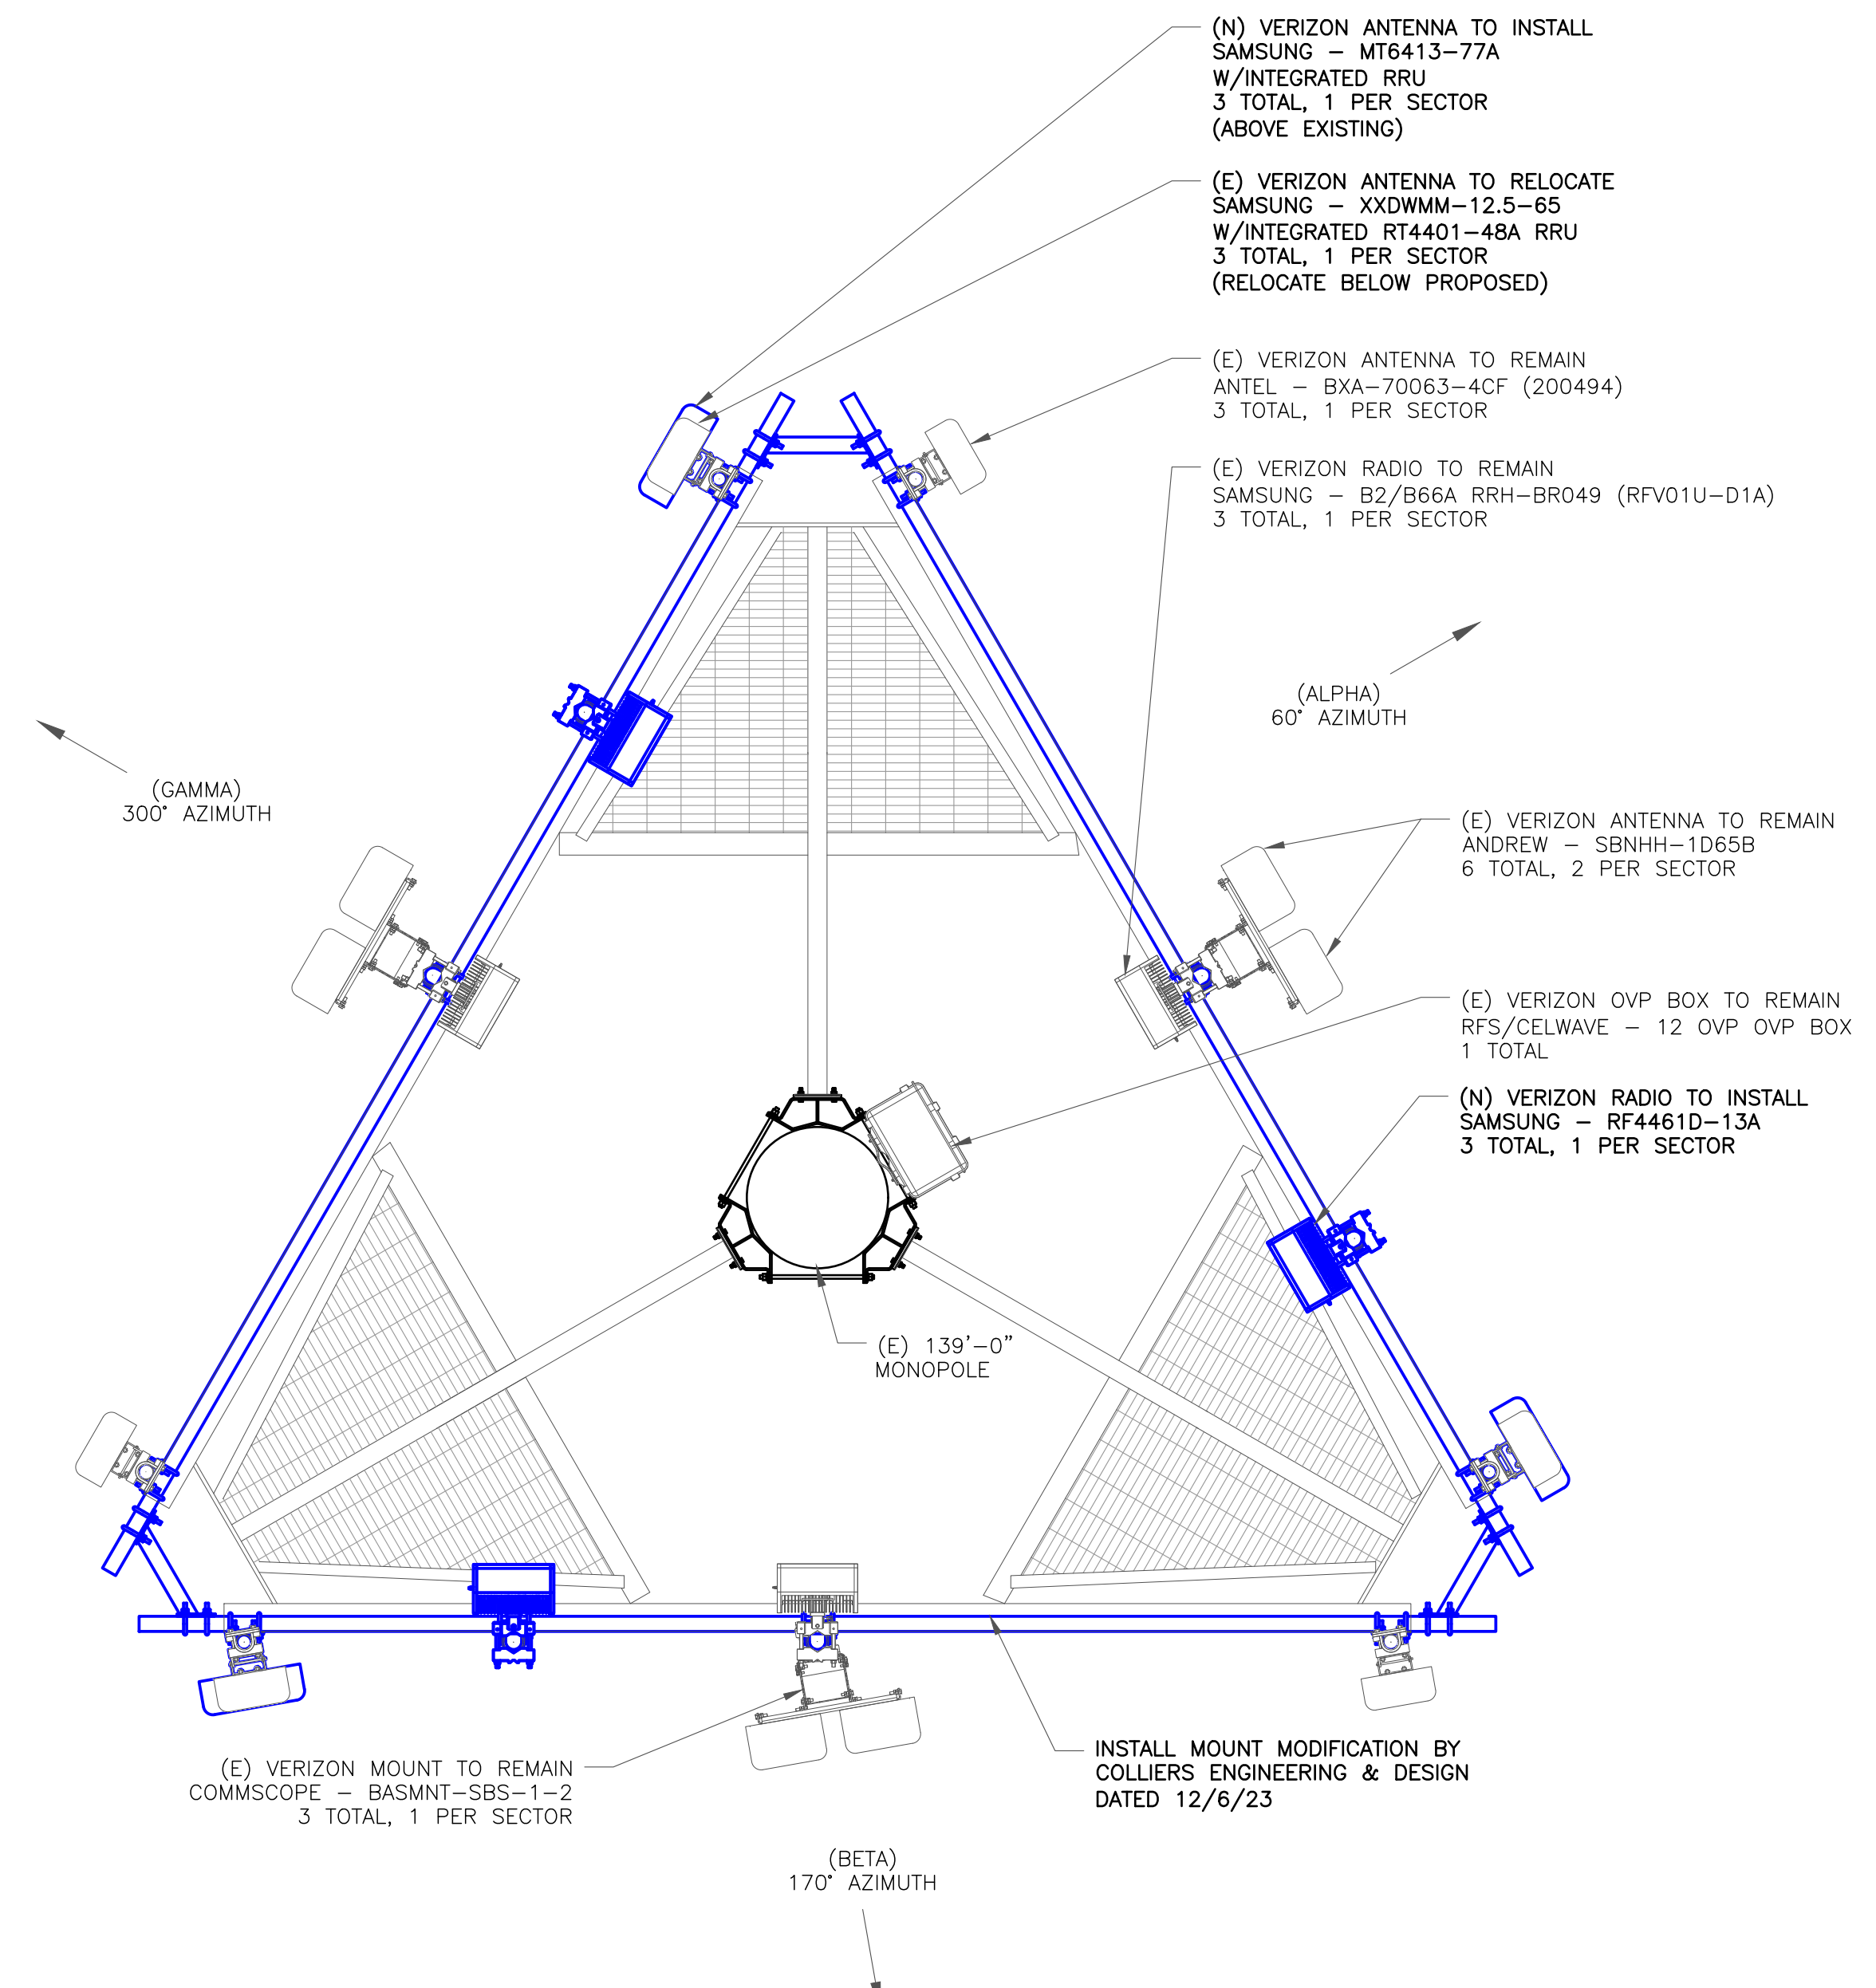 (N) VERIZON ANTENNA TO INSTALL
SAMSUNG – MT6413–77A
W/INTEGRATED RRU
3 TOTAL, 1 PER SECTOR
(ABOVE EXISTING)
(E) VERIZON ANTENNA TO RELOCATE
SAMSUNG – XXDWMM–12.5–65
W/INTEGRATED RT4401–48A RRU
3 TOTAL, 1 PER SECTOR
(RELOCATE BELOW PROPOSED)
(E) VERIZON ANTENNA TO REMAIN
ANTEL – BXA–70063–4CF (200494)
3 TOTAL, 1 PER SECTOR
(E) VERIZON RADIO TO REMAIN
SAMSUNG – B2/B66A RRH–BR049 (RFV01U–D1A)
3 TOTAL, 1 PER SECTOR
(ALPHA)
60° AZIMUTH
(GAMMA)
300° AZIMUTH
(E) VERIZON ANTENNA TO REMAIN
ANDREW – SBNHH–1D65B
6 TOTAL, 2 PER SECTOR
(E) VERIZON OVP BOX TO REMAIN
RFS/CELWAVE – 12 OVP OVP BOX
1 TOTAL
(N) VERIZON RADIO TO INSTALL
SAMSUNG – RF4461D–13A
3 TOTAL, 1 PER SECTOR
(E) 139'–0"
MONOPOLE
(E) VERIZON MOUNT TO REMAIN
COMMSCOPE – BASMNT–SBS–1–2
3 TOTAL, 1 PER SECTOR
INSTALL MOUNT MODIFICATION BY
COLLIERS ENGINEERING & DESIGN
DATED 12/6/23
(BETA)
170° AZIMUTH